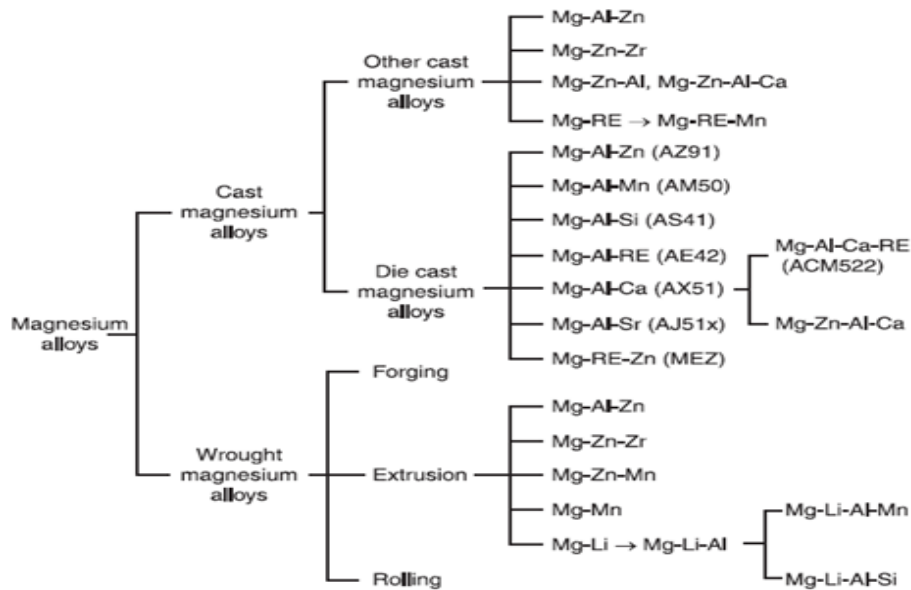 Magnesium
alloys
Cast
magnesium
alloys
Other cast
magnesium
alloys
Mg-Al-Zn
Mg-Zn-Zr
Mg-Zn-Al, Mg-Zn-Al-Ca
Mg-RE → Mg-RE-Mn
Die cast
magnesium
alloys
Mg-Al-Zn (AZ91)
Mg-Al-Mn (AM50)
Mg-Al-Si (AS41)
Mg-Al-RE (AE42)
Mg-Al-Ca (AX51)
Mg-Al-Ca-RE
(ACM522)
Mg-Zn-Al-Ca
Mg-Al-Sr (AJ51x)
Mg-RE-Zn (MEZ)
Wrought
magnesium
alloys
Forging
Extrusion
Mg-Al-Zn
Mg-Zn-Zr
Mg-Zn-Mn
Mg-Mn
Mg-Li → Mg-Li-Al
Mg-Li-Al-Mn
Mg-Li-Al-Si
Rolling